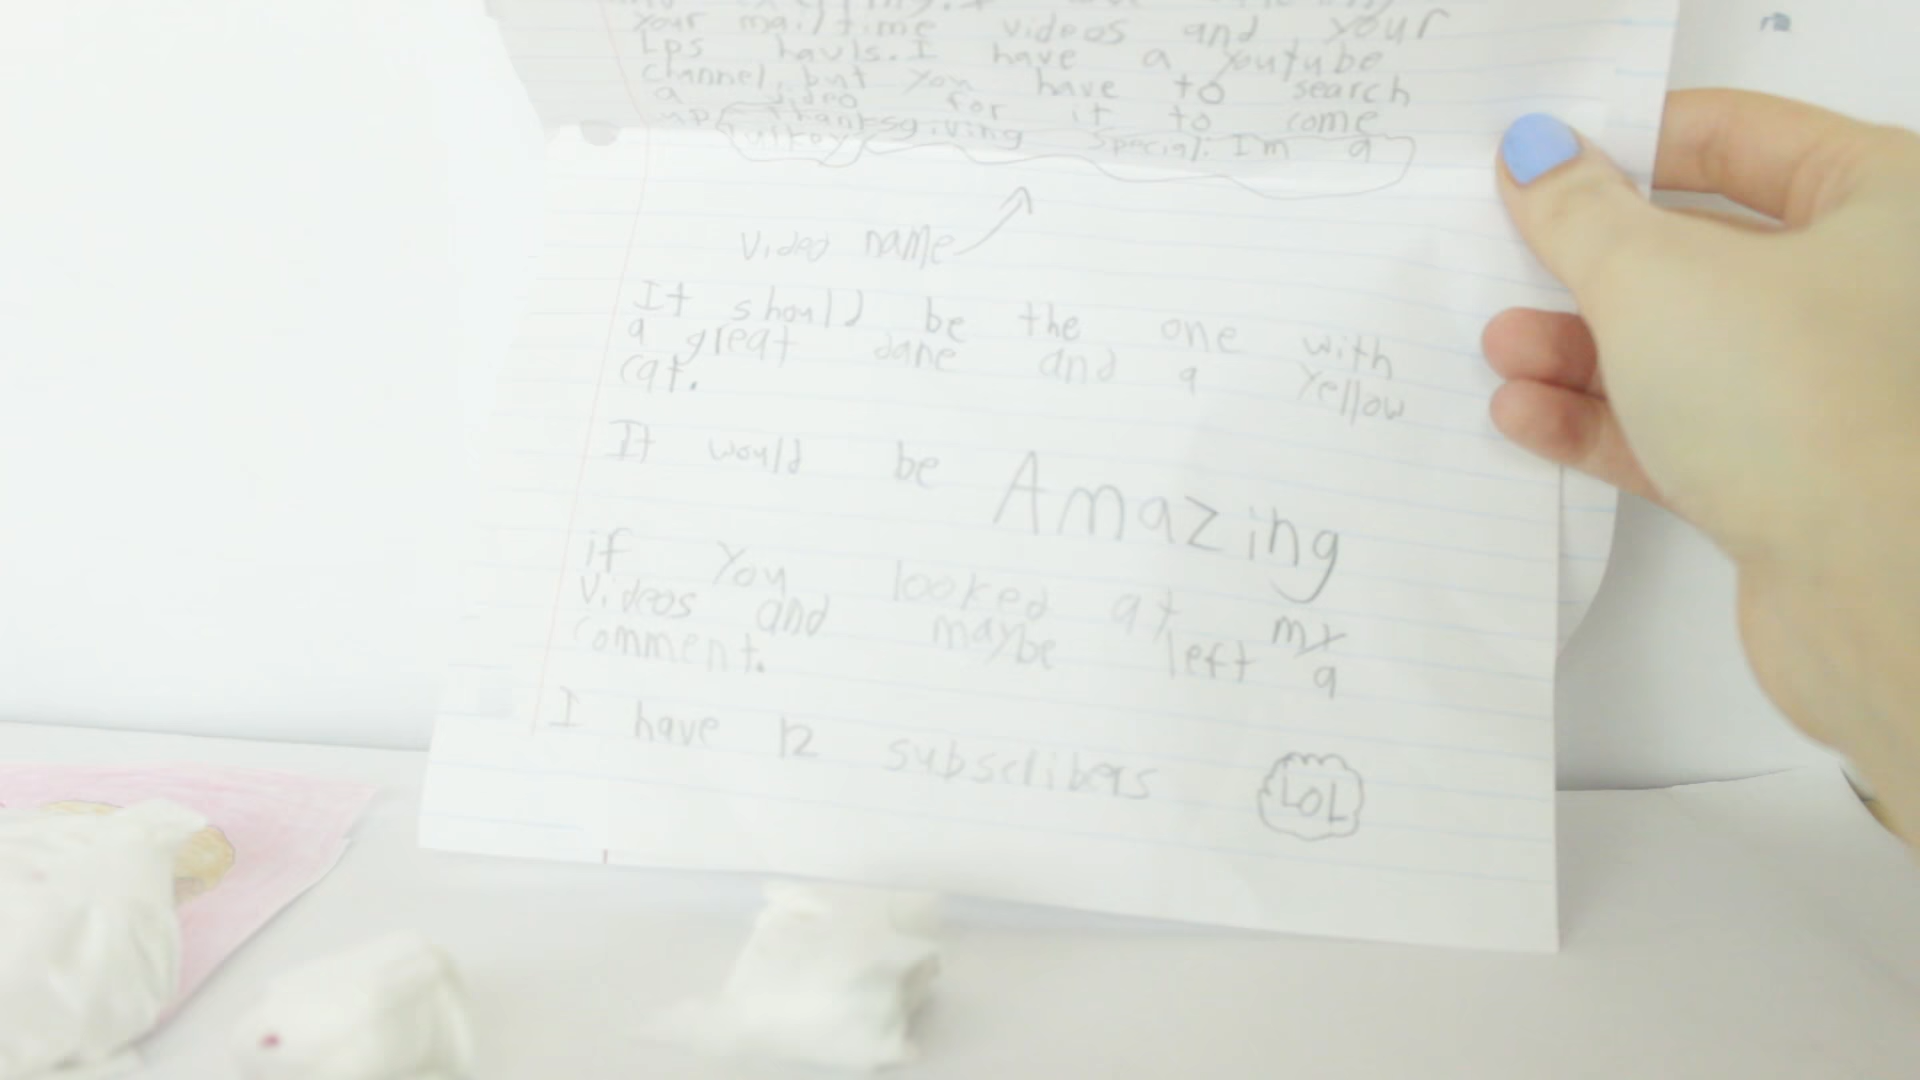 your mailtime videos and your
Lps hauls. I have a Youtube
channel, but you have to search
a video for it to come
up Thanksgiving Special: I'm a
turkey
video name
It should be the one with
a great dane and a yellow
cat.
It would be Amazing
if you looked at my
videos and maybe left a
comment.
I have 12 subscribers LOL